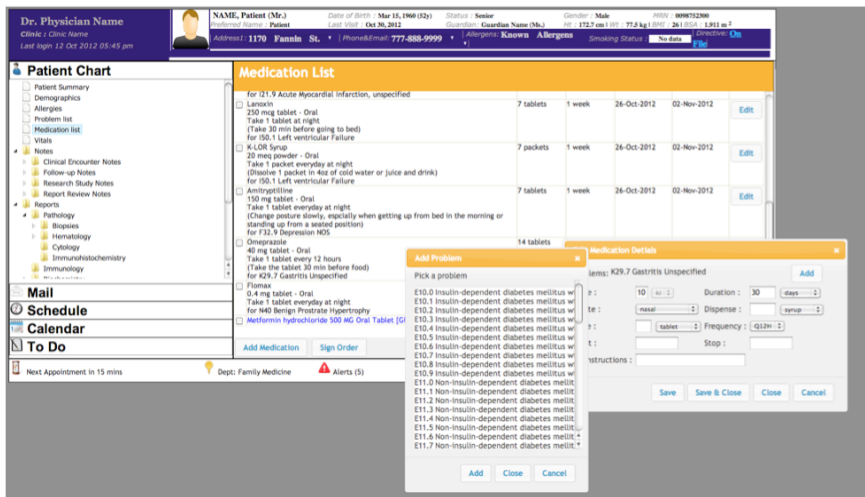 Dr. Physician Name
Clinic : Clinic Name
Last login 12 Oct 2012 05:45 pm
NAME, Patient (Mr.) Date of Birth : Mar 15, 1960 (52y) Status : Senior Gender : Male MRN : 0098752300
Preferred Name : Patient Last Visit : Oct 30, 2012 Guardian: Guardian Name (Ms.) Ht : 172.7 cm | Wt : 77.5 kg | BMI : 26 | BSA : 1.911 m 2
Address1: 1170 Fannin St. | Phone&Email: 777-888-9999 | Allergens: Known Allergens Smoking Status : No data | Directive: On File
Patient Chart
Patient Summary
Demographics
Allergies
Problem list
Medication list
Vitals
Notes
Clinical Encounter Notes
Follow-up Notes
Research Study Notes
Report Review Notes
Reports
Pathology
Biopsies
Hematology
Cytology
Immunohistochemistry
Immunology
Mail
Schedule
Calendar
To Do
Medication List
for I21.9 Acute Myocardial Infarction, unspecified
Lanoxin 7 tablets 1 week 26-Oct-2012 02-Nov-2012 Edit
250 mcg tablet - Oral
Take 1 tablet at night
(Take 30 min before going to bed)
for I50.1 Left ventricular Failure
K-LOR Syrup 7 packets 1 week 26-Oct-2012 02-Nov-2012 Edit
20 meq powder - Oral
Take 1 packet everyday at night
(Dissolve 1 packet in 4oz of cold water or juice and drink)
for I50.1 Left ventricular Failure
Amitryptilline 7 tablets 1 week 26-Oct-2012 02-Nov-2012 Edit
150 mg tablet - Oral
Take 1 tablet everyday at night
(Change posture slowly, espcially when getting up from bed in the morning or
standing up from a seated position)
for F32.9 Depression NOS
Omeprazole 14 tablets
40 mg tablet - Oral
Take 1 tablet every 12 hours
(Take the tablet 30 min before food)
for K29.7 Gastritis Unspecified
Flomax
0.4 mg tablet - Oral
Take 1 tablet everyday at night
for N40 Benign Prostrate Hypertrophy
Metformin hydrochloride 500 MG Oral Tablet
Add Medication Sign Order
Next Appointment in 15 mins Dept: Family Medicine Alerts (5)
Add Problem
Pick a problem
E10.0 Insulin-dependent diabetes mellitus w
E10.1 Insulin-dependent diabetes mellitus w
E10.2 Insulin-dependent diabetes mellitus w
E10.3 Insulin-dependent diabetes mellitus w
E10.4 Insulin-dependent diabetes mellitus w
E10.5 Insulin-dependent diabetes mellitus w
E10.6 Insulin-dependent diabetes mellitus w
E10.7 Insulin-dependent diabetes mellitus w
E10.8 Insulin-dependent diabetes mellitus w
E10.9 Insulin-dependent diabetes mellitus w
E11.0 Non-insulin-dependent diabetes mellit
E11.1 Non-insulin-dependent diabetes mellit
E11.2 Non-insulin-dependent diabetes mellit
E11.3 Non-insulin-dependent diabetes mellit
E11.4 Non-insulin-dependent diabetes mellit
E11.5 Non-insulin-dependent diabetes mellit
E11.6 Non-insulin-dependent diabetes mellit
E11.7 Non-insulin-dependent diabetes mellit
Add Close Cancel
Medication Detials
lems: K29.7 Gastritis Unspecified Add
e : 10 Duration : 30 days
te : nasal Dispense : syrup
e : tablet Frequency : Q12H
t : Stop :
nstructions :
Save Save & Close Close Cancel